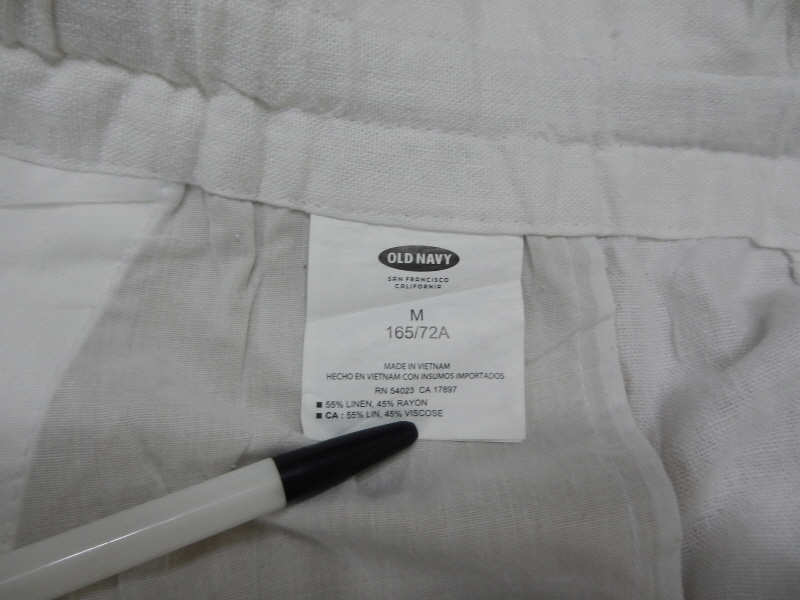 OLD NAVY
SAN FRANCISCO
CALIFORNIA
M
165/72A
MADE IN VIETNAM
HECHO EN VIETNAM CON INSUMOS IMPORTADOS
RN 54023 CA 17897
■ 55% LINEN, 45% RAYON
■ CA : 55% LIN, 45% VISCOSE